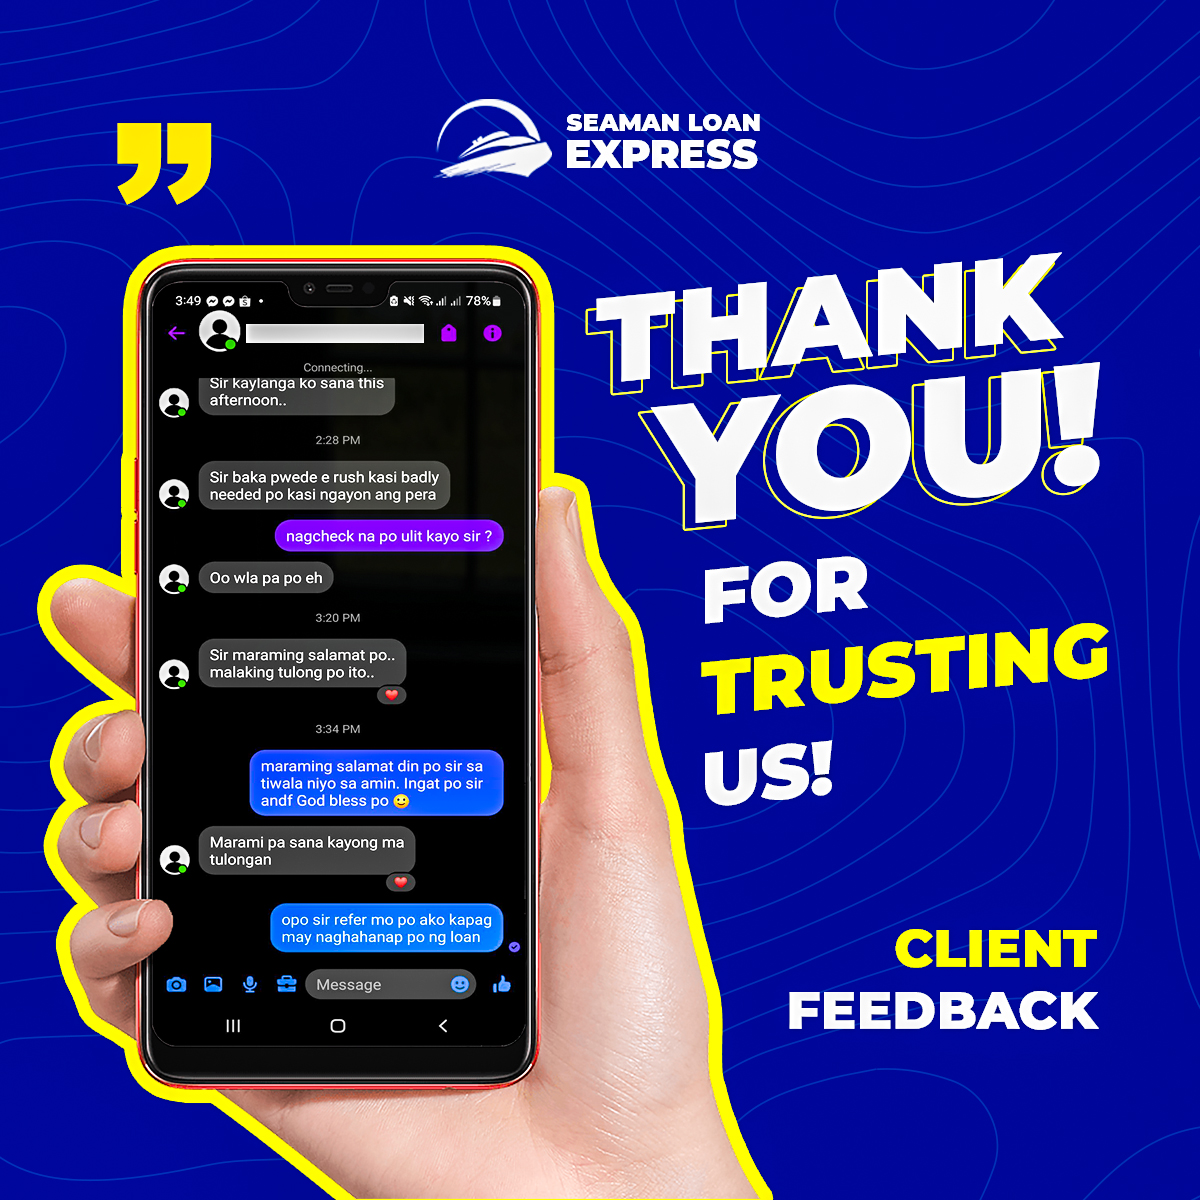 SEAMAN LOAN
EXPRESS
3:49
78%
Connecting...
Sir kaylanga ko sana this
afternoon..
2:28 PM
Sir baka pwede e rush kasi badly
needed po kasi ngayon ang pera
nagcheck na po ulit kayo sir ?
Oo wla pa po eh
3:20 PM
Sir maraming salamat po..
malaking tulong po ito..
3:34 PM
maraming salamat din po sir sa
tiwala niyo sa amin. Ingat po sir
andf God bless po 😀
Marami pa sana kayong ma
tulongan
opo sir refer mo po ako kapag
may naghahanap po ng loan
Message
THANK
YOU!
FOR
TRUSTING
US!
CLIENT
FEEDBACK